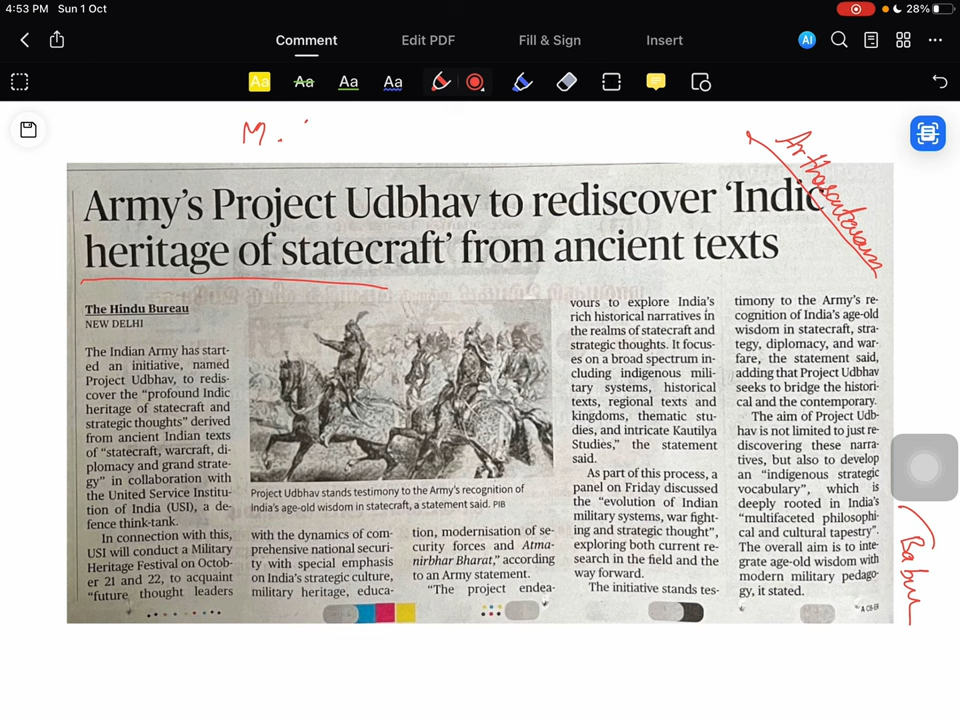 4:53 PM Sun 1 Oct
28%
Comment
Edit PDF
Fill & Sign
Insert
AI
Aa Aa Aa Aa
M.
Army's Project Udbhav to rediscover 'Indic
heritage of statecraft' from ancient texts
The Hindu Bureau
NEW DELHI
The Indian Army has start-
ed an initiative, named
Project Udbhav, to redis-
cover the "profound Indic
heritage of statecraft and
strategic thoughts" derived
from ancient Indian texts
of "statecraft, warcraft, di-
plomacy and grand strate-
gy" in collaboration with
the United Service Institu-
tion of India (USI), a de-
fence think-tank.
In connection with this,
USI will conduct a Military
Heritage Festival on Octob-
er 21 and 22, to acquaint
"future thought leaders
Project Udbhav stands testimony to the Army's recognition of
India's age-old wisdom in statecraft, a statement said. PIB
with the dynamics of com-
prehensive national securi-
ty with special emphasis
on India's strategic culture,
military heritage, educa-
tion, modernisation of se-
curity forces and Atma-
nirbhar Bharat," according
to an Army statement.
"The project endea-
vours to explore India's
rich historical narratives in
the realms of statecraft and
strategic thoughts. It focus-
es on a broad spectrum in-
cluding indigenous mili-
tary systems, historical
texts, regional texts and
kingdoms, thematic stu-
dies, and intricate Kautilya
Studies," the statement
said.
As part of this process, a
panel on Friday discussed
the "evolution of Indian
military systems, war fight-
ing and strategic thought",
exploring both current re-
search in the field and the
way forward.
The initiative stands tes-
timony to the Army's re-
cognition of India's age-old
wisdom in statecraft, stra-
tegy, diplomacy, and war-
fare, the statement said,
adding that Project Udbhav
seeks to bridge the histori-
cal and the contemporary.
The aim of Project Udb-
hav is not limited to just re-
discovering these narra-
tives, but also to develop
an "indigenous strategic
vocabulary", which is
deeply rooted in India's
"multifaceted philosophi-
cal and cultural tapestry".
The overall aim is to inte-
grate age-old wisdom with
modern military pedago-
gy, it stated.